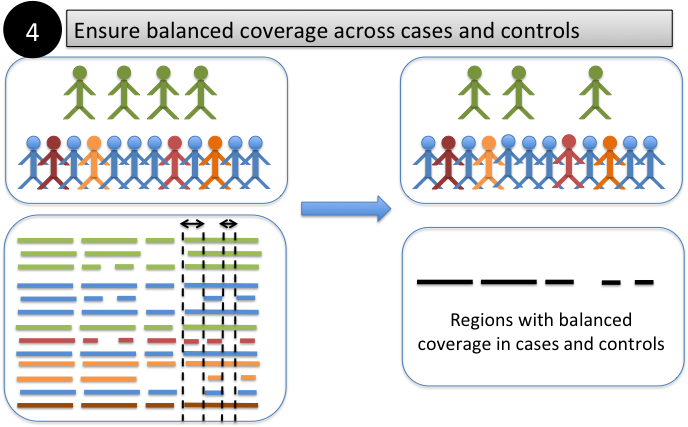 4
Ensure balanced coverage across cases and controls
Regions with balanced
coverage in cases and controls